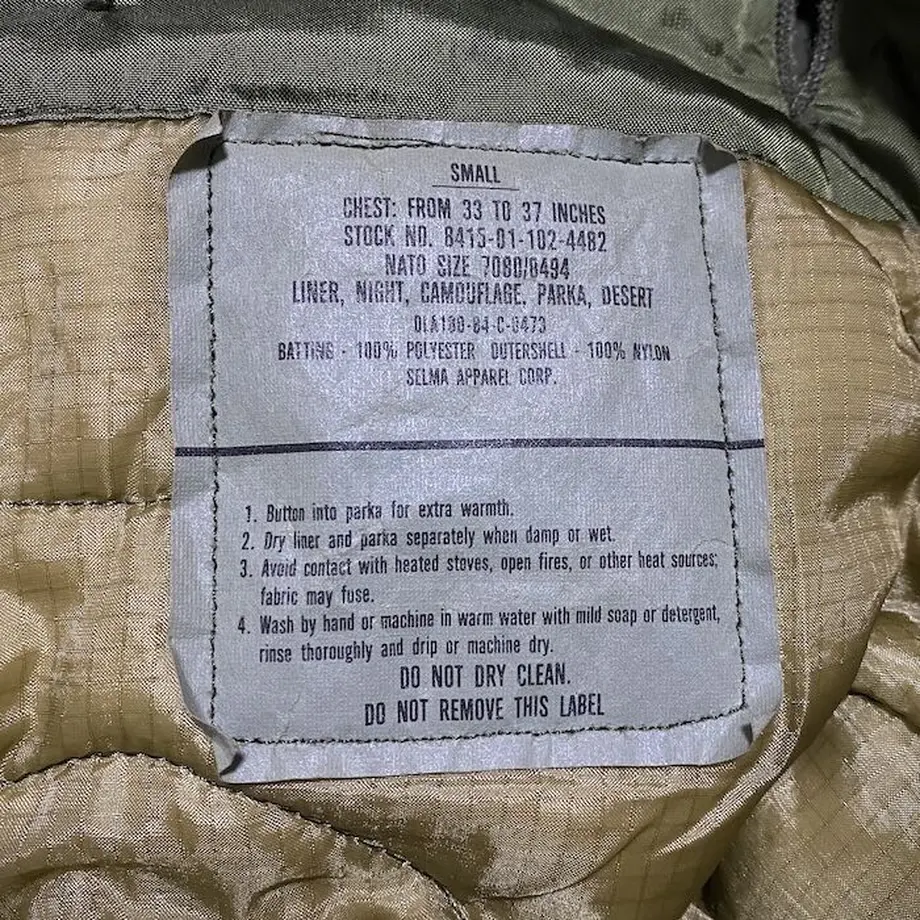 SMALL
CHEST: FROM 33 TO 37 INCHES
STOCK NO. 8415-01-102-4482
NATO SIZE 7080/8494
LINER, NIGHT, CAMOUFLAGE, PARKA, DESERT
DLA100-84-C-0473
BATTING - 100% POLYESTER OUTERSHELL - 100% NYLON
SELMA APPAREL CORP.
1. Button into parka for extra warmth.
2. Dry liner and parka separately when damp or wet.
3. Avoid contact with heated stoves, open fires, or other heat sources;
fabric may fuse.
4. Wash by hand or machine in warm water with mild soap or detergent,
rinse thoroughly and drip or machine dry.
DO NOT DRY CLEAN.
DO NOT REMOVE THIS LABEL